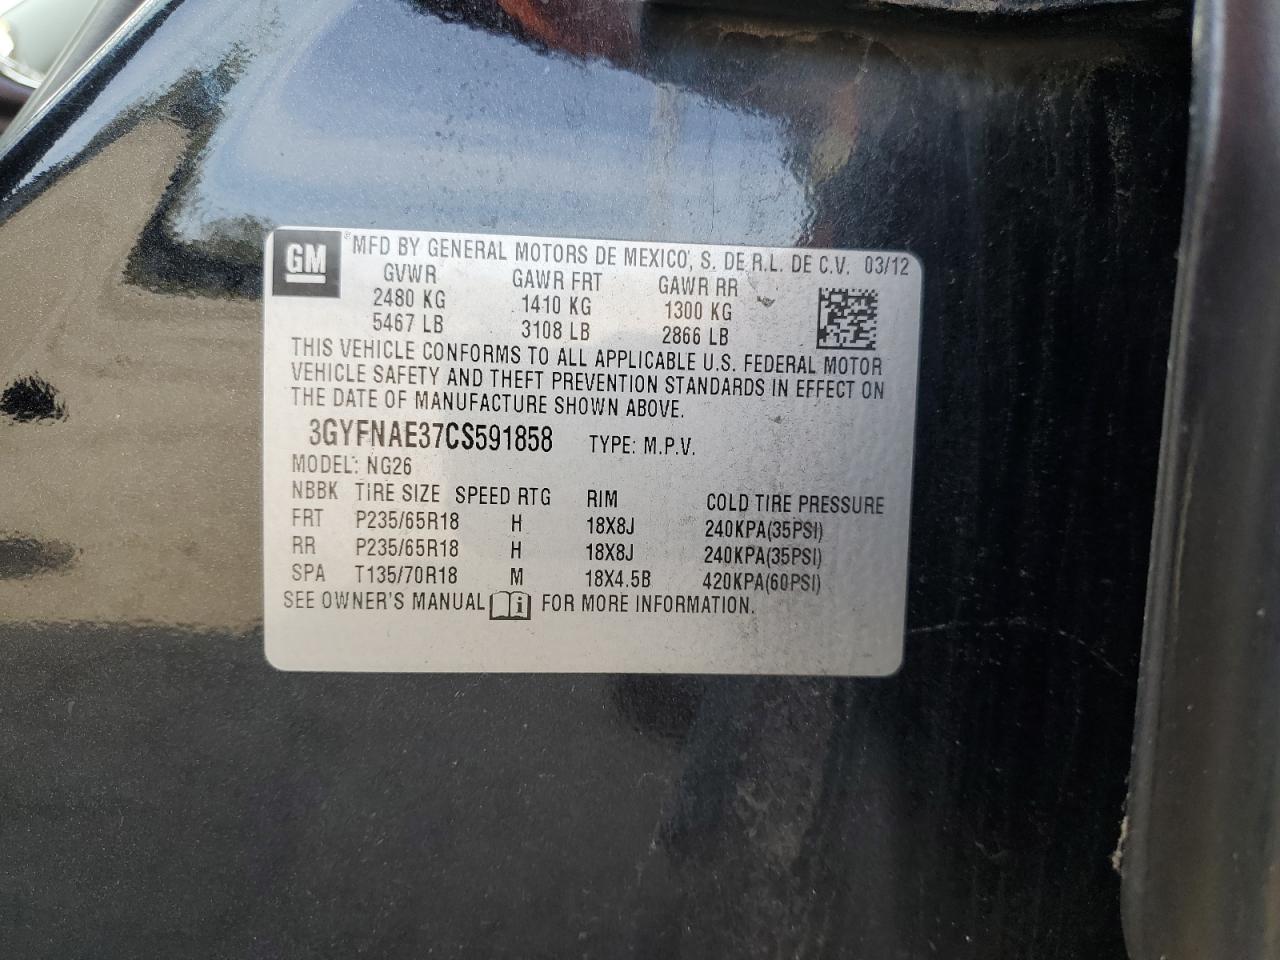 GM ® MFD BY GENERAL MOTORS DE MEXICO, S. DE R.L. DE C.V. 03/12
GVWR GAWR FRT GAWR RR
2480 KG 1410 KG 1300 KG
5467 LB 3108 LB 2866 LB
THIS VEHICLE CONFORMS TO ALL APPLICABLE U.S. FEDERAL MOTOR
VEHICLE SAFETY AND THEFT PREVENTION STANDARDS IN EFFECT ON
THE DATE OF MANUFACTURE SHOWN ABOVE.
3GYFNAE37CS591858 TYPE: M.P.V.
MODEL: NG26
NBBK TIRE SIZE SPEED RTG RIM COLD TIRE PRESSURE
FRT P235/65R18 H 18X8J 240KPA(35PSI)
RR P235/65R18 H 18X8J 240KPA(35PSI)
SPA T135/70R18 M 18X4.5B 420KPA(60PSI)
SEE OWNER'S MANUAL i FOR MORE INFORMATION.